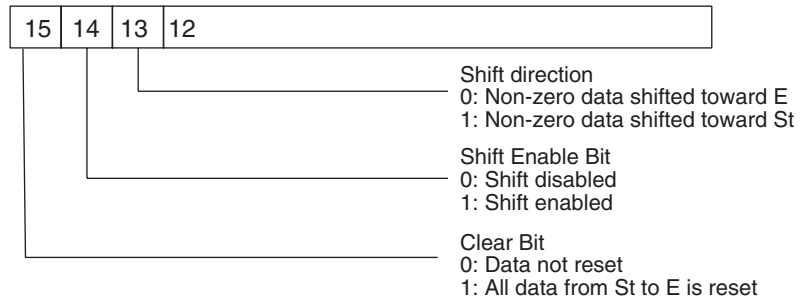 15 14 13 12
Shift direction
0: Non-zero data shifted toward E
1: Non-zero data shifted toward St
Shift Enable Bit
0: Shift disabled
1: Shift enabled
Clear Bit
0: Data not reset
1: All data from St to E is reset